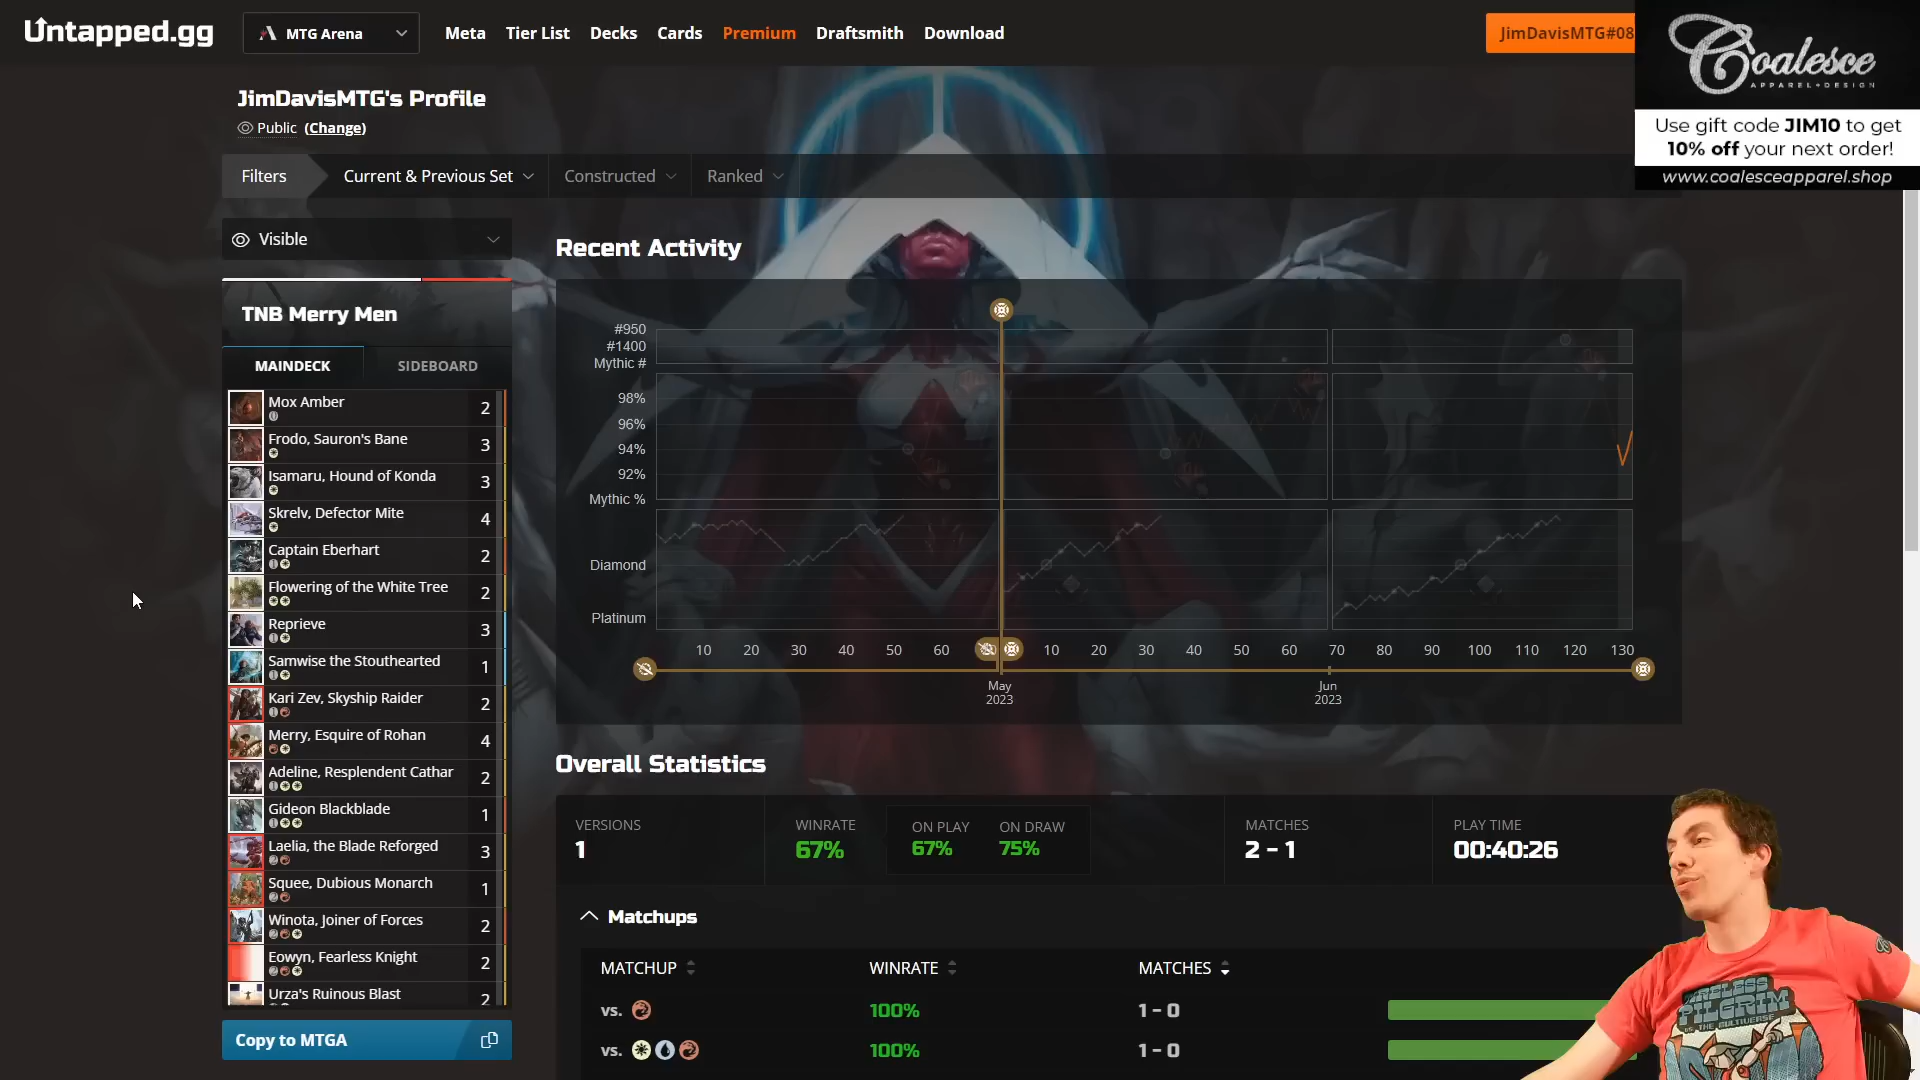 Untapped.gg
MTG Arena
Meta
Tier List
Decks
Cards
Premium
Draftsmith
Download
JimDavisMTG#08
Coalesce
APPAREL+DESIGN
Use gift code JIM10 to get
10% off your next order!
www.coalesceapparel.shop
JimDavisMTG's Profile
Public (Change)
Filters
Current & Previous Set
Constructed
Ranked
Visible
TNB Merry Men
MAINDECK
SIDEBOARD
Mox Amber 2
Frodo, Sauron's Bane 3
Isamaru, Hound of Konda 3
Skrelv, Defector Mite 4
Captain Eberhart 2
Flowering of the White Tree 2
Reprieve 3
Samwise the Stouthearted 1
Kari Zev, Skyship Raider 2
Merry, Esquire of Rohan 4
Adeline, Resplendent Cathar 2
Gideon Blackblade 1
Laelia, the Blade Reforged 3
Squee, Dubious Monarch 1
Winota, Joiner of Forces 2
Eowyn, Fearless Knight 2
Urza's Ruinous Blast 2
Copy to MTGA
Recent Activity
#950
#1400
Mythic #
98%
96%
94%
92%
Mythic %
Diamond
Platinum
10 20 30 40 50 60 10 20 30 40 50 60 70 80 90 100 110 120 130
May
2023
Jun
2023
Overall Statistics
VERSIONS
1
WINRATE
67%
ON PLAY
67%
ON DRAW
75%
MATCHES
2 - 1
PLAY TIME
00:40:26
Matchups
MATCHUP WINRATE MATCHES
vs. 100% 1 - 0
vs. 100% 1 - 0
PILGRIM
VS THE MULTIVERSE